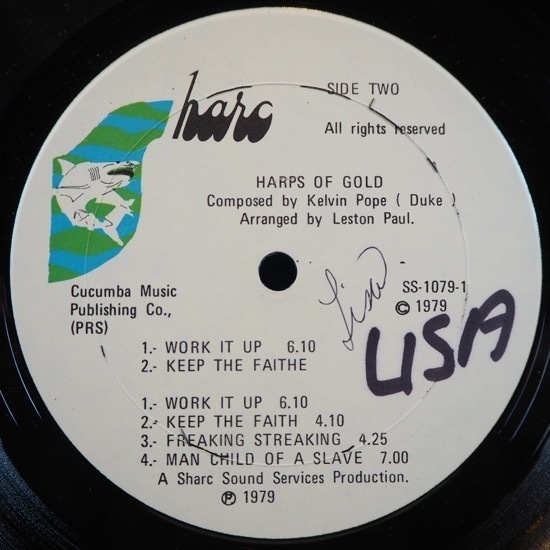 Sharc
SIDE TWO
All rights reserved
HARPS OF GOLD
Composed by Kelvin Pope ( Duke )
Arranged by Leston Paul.
Cucumba Music
Publishing Co.,
(PRS)
SS-1079-1
© 1979
Lisa
USA
1.- WORK IT UP 6.10
2.- KEEP THE FAITHE
1.- WORK IT UP 6.10
2.- KEEP THE FAITH 4.10
3.- FREAKING STREAKING 4.25
4.- MAN CHILD OF A SLAVE 7.00
A Sharc Sound Services Production.
℗ 1979